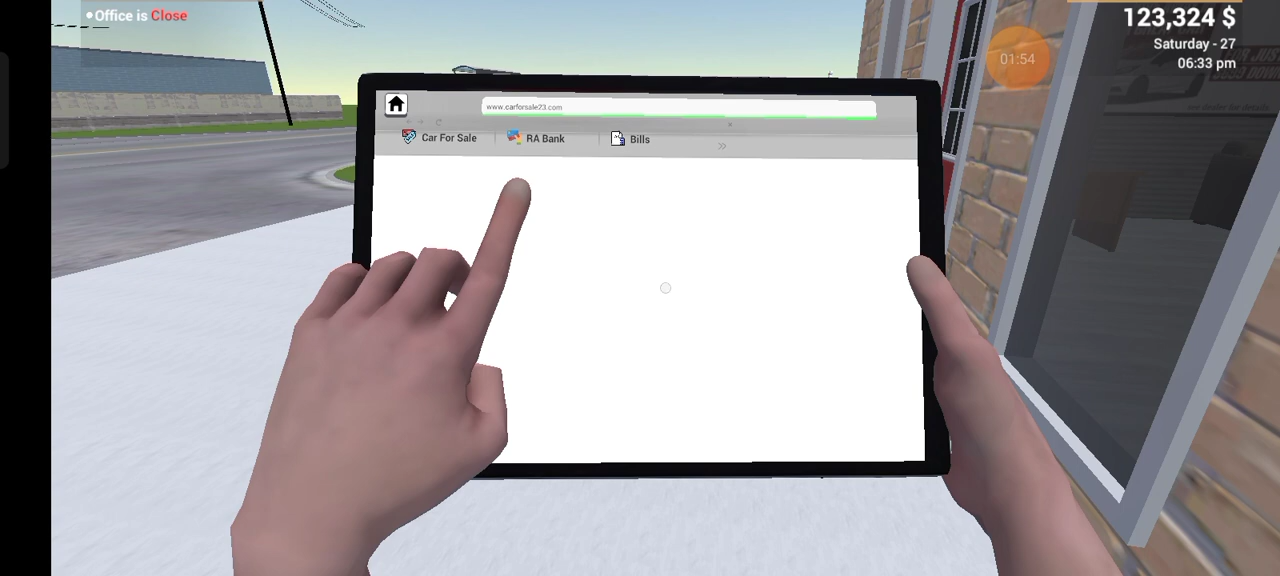 •Office is Close
123,324 $
Saturday - 27
06:33 pm
01:54
www.carforsale23.com
Car For Sale
RA Bank
Bills